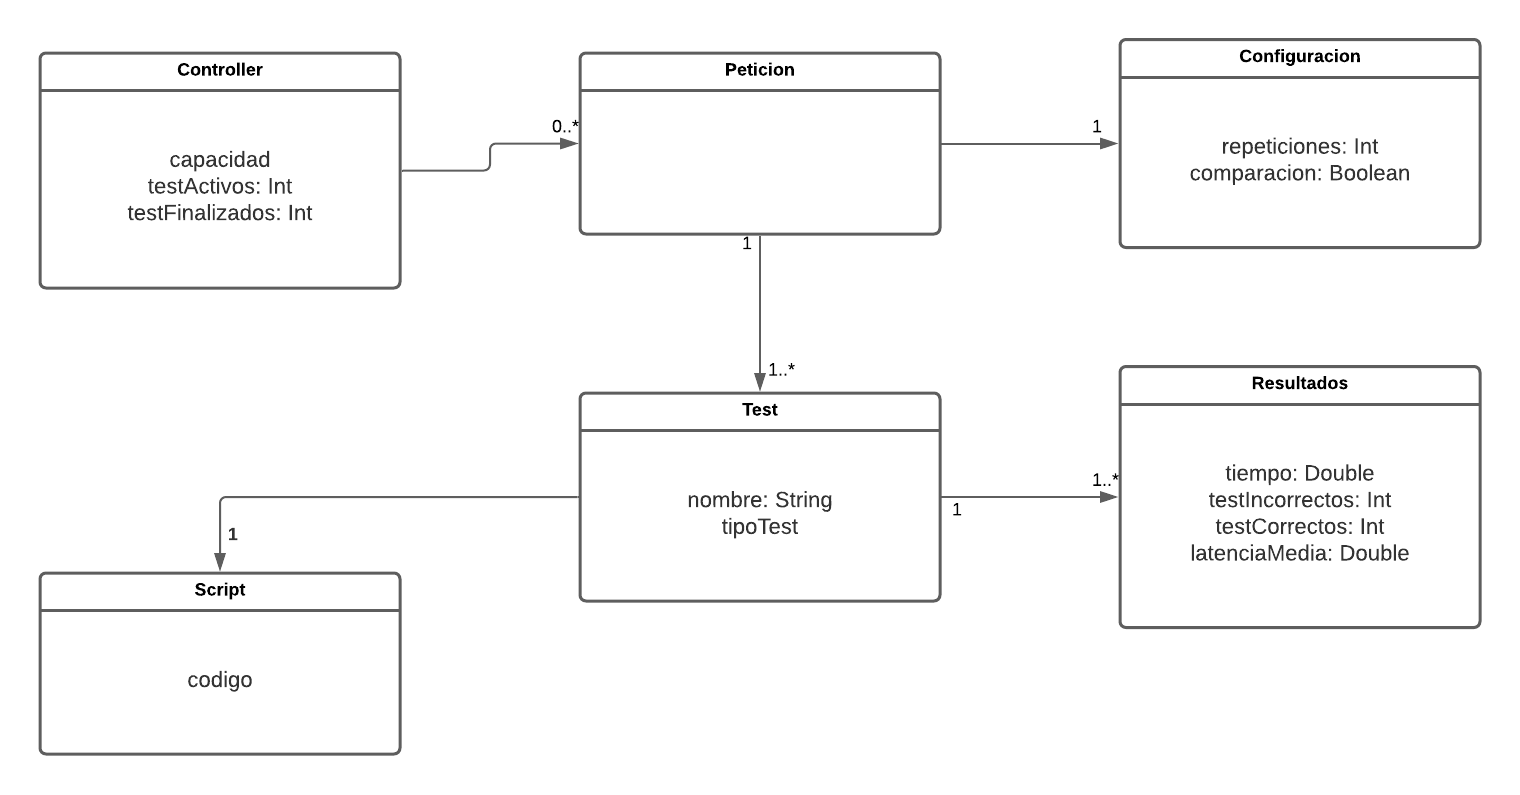 Controller
capacidad
testActivos: Int
testFinalizados: Int
0..*
Peticion
1
Configuracion
repeticiones: Int
comparacion: Boolean
1
1..*
Test
nombre: String
tipoTest
1
1..*
Resultados
tiempo: Double
testIncorrectos: Int
testCorrectos: Int
latenciaMedia: Double
1
Script
codigo